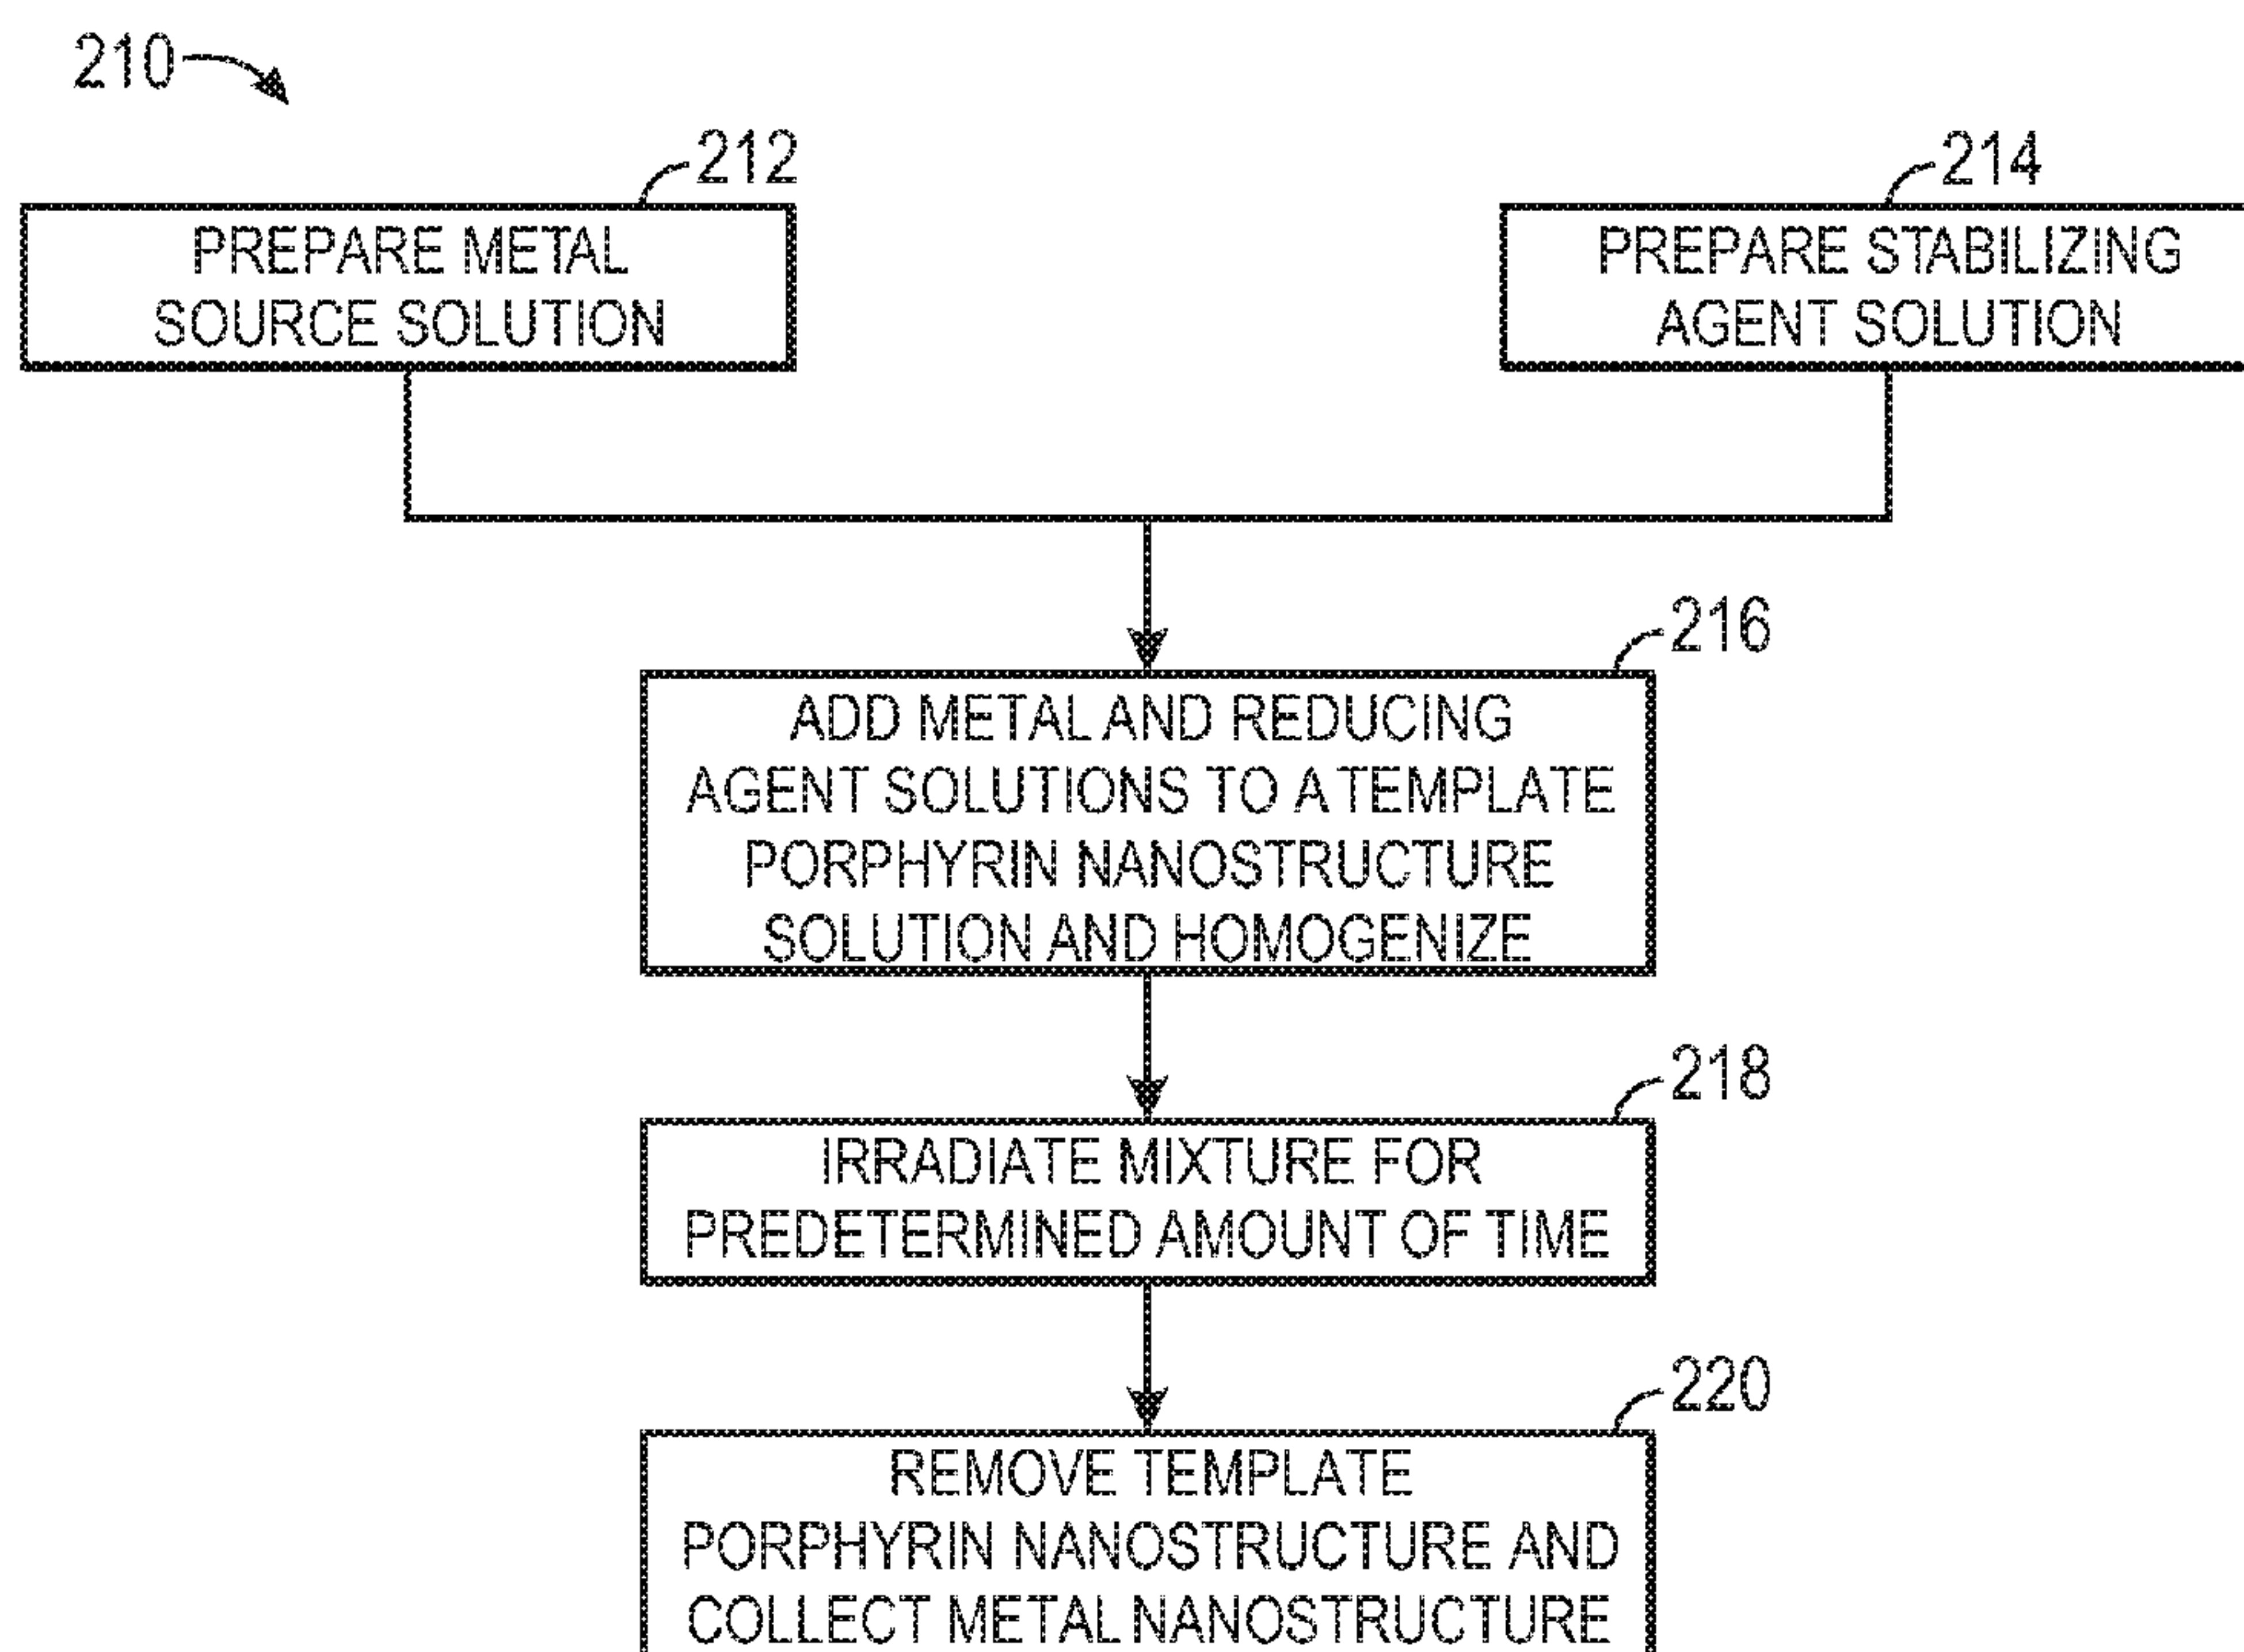 210
212
214
PREPARE METAL
SOURCE SOLUTION
PREPARE STABILIZING
AGENT SOLUTION
216
ADD METAL AND REDUCING
AGENT SOLUTIONS TO A TEMPLATE
PORPHYRIN NANOSTRUCTURE
SOLUTION AND HOMOGENIZE
218
IRRADIATE MIXTURE FOR
PREDETERMINED AMOUNT OF TIME
220
REMOVE TEMPLATE
PORPHYRIN NANOSTRUCTURE AND
COLLECT METAL NANOSTRUCTURE